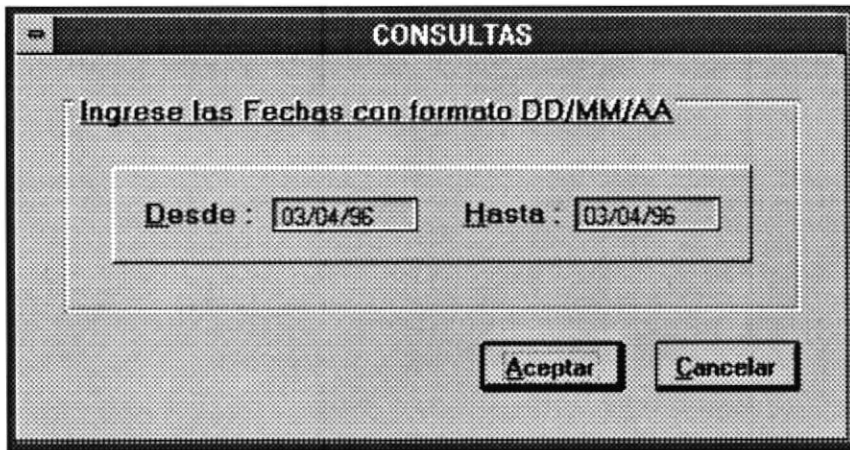 CONSULTAS
Ingrese las Fechas con formato DD/MM/AA
Desde : 03/04/96 Hasta : 03/04/96
Aceptar Cancelar